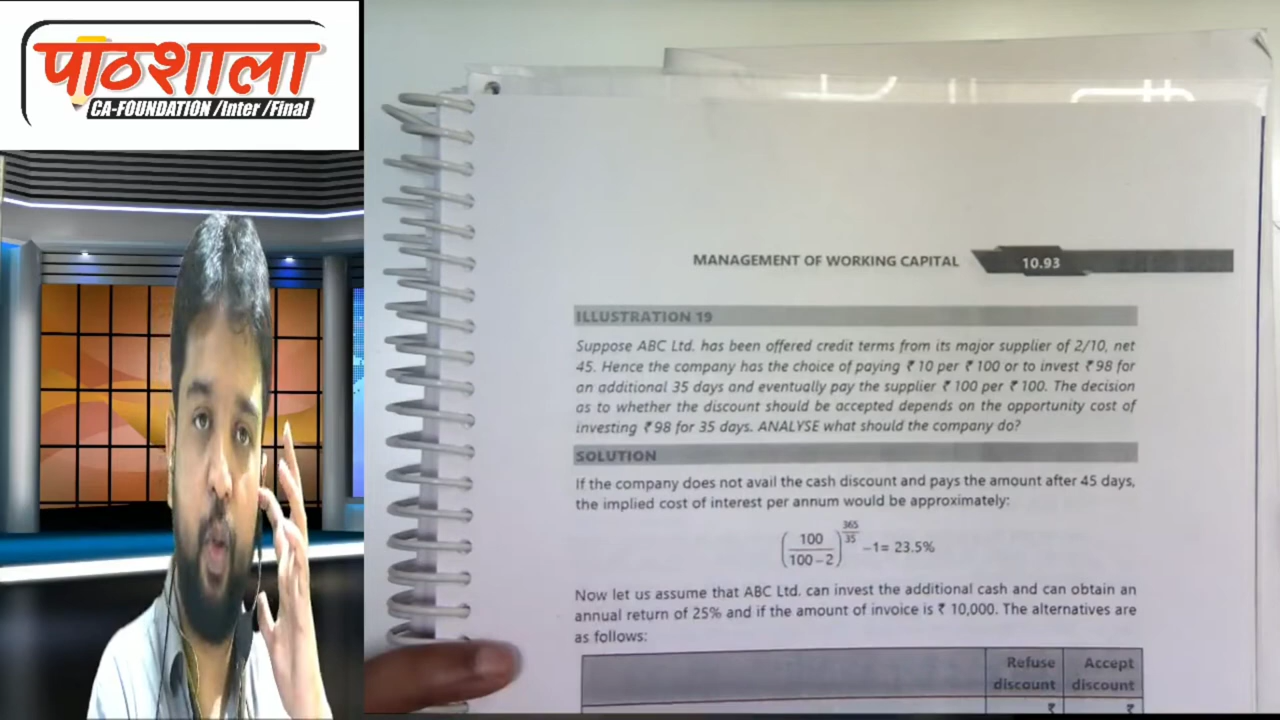 पाठशाला
CA-FOUNDATION /Inter /Final
MANAGEMENT OF WORKING CAPITAL 10.93
ILLUSTRATION 19
Suppose ABC Ltd. has been offered credit terms from its major supplier of 2/10, net
45. Hence the company has the choice of paying ₹ 10 per ₹ 100 or to invest ₹ 98 for
an additional 35 days and eventually pay the supplier ₹ 100 per ₹ 100. The decision
as to whether the discount should be accepted depends on the opportunity cost of
investing ₹ 98 for 35 days. ANALYSE what should the company do?
SOLUTION
If the company does not avail the cash discount and pays the amount after 45 days,
the implied cost of interest per annum would be approximately:
(100/(100−2))^(365/35) −1= 23.5%
Now let us assume that ABC Ltd. can invest the additional cash and can obtain an
annual return of 25% and if the amount of invoice is ₹ 10,000. The alternatives are
as follows:
Refuse Accept
discount discount
₹ ₹